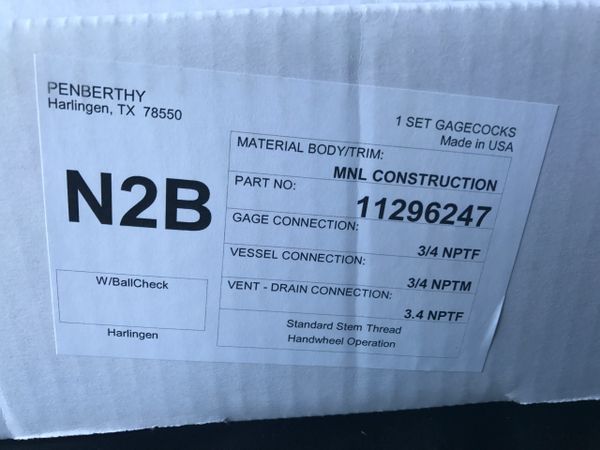 PENBERTHY
Harlingen, TX 78550
1 SET GAGECOCKS
Made in USA
N2B
MATERIAL BODY/TRIM:
MNL CONSTRUCTION
PART NO:
11296247
GAGE CONNECTION:
3/4 NPTF
VESSEL CONNECTION:
3/4 NPTM
VENT - DRAIN CONNECTION:
3.4 NPTF
W/BallCheck
Harlingen
Standard Stem Thread
Handwheel Operation